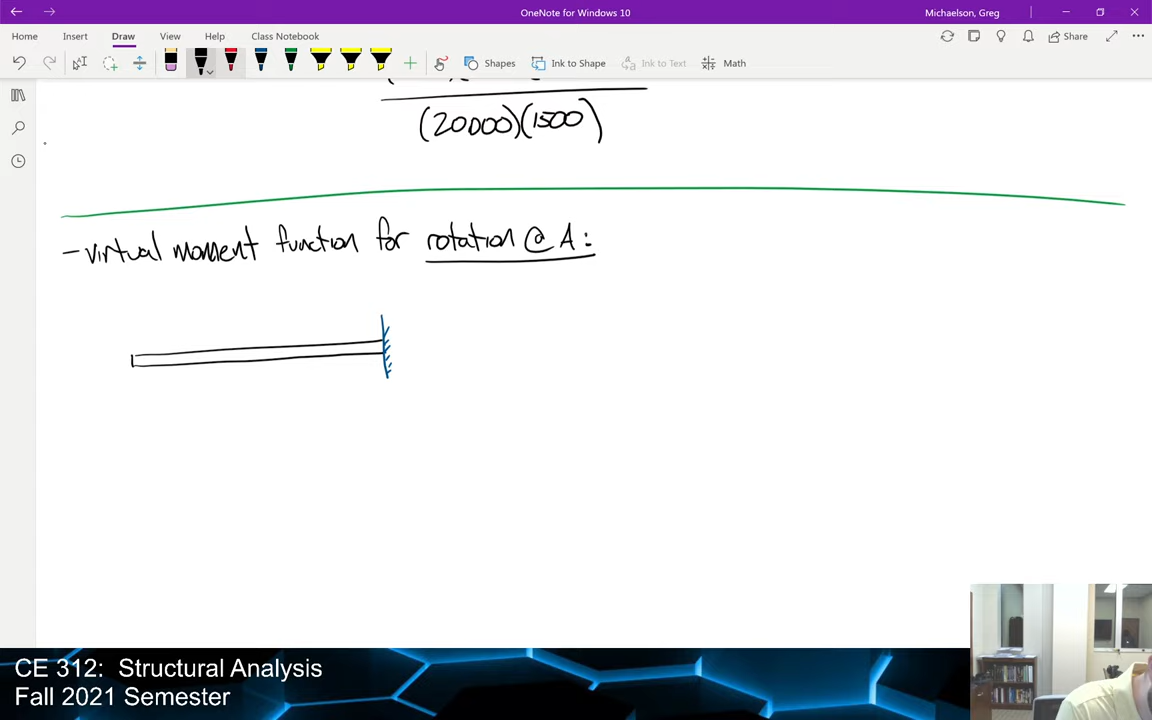 OneNote for Windows 10
Michaelson, Greg
Home Insert Draw View Help Class Notebook
Share
Shapes Ink to Shape Ink to Text Math
(20000)(1500)
- virtual moment function for rotation @ A:
CE 312: Structural Analysis
Fall 2021 Semester